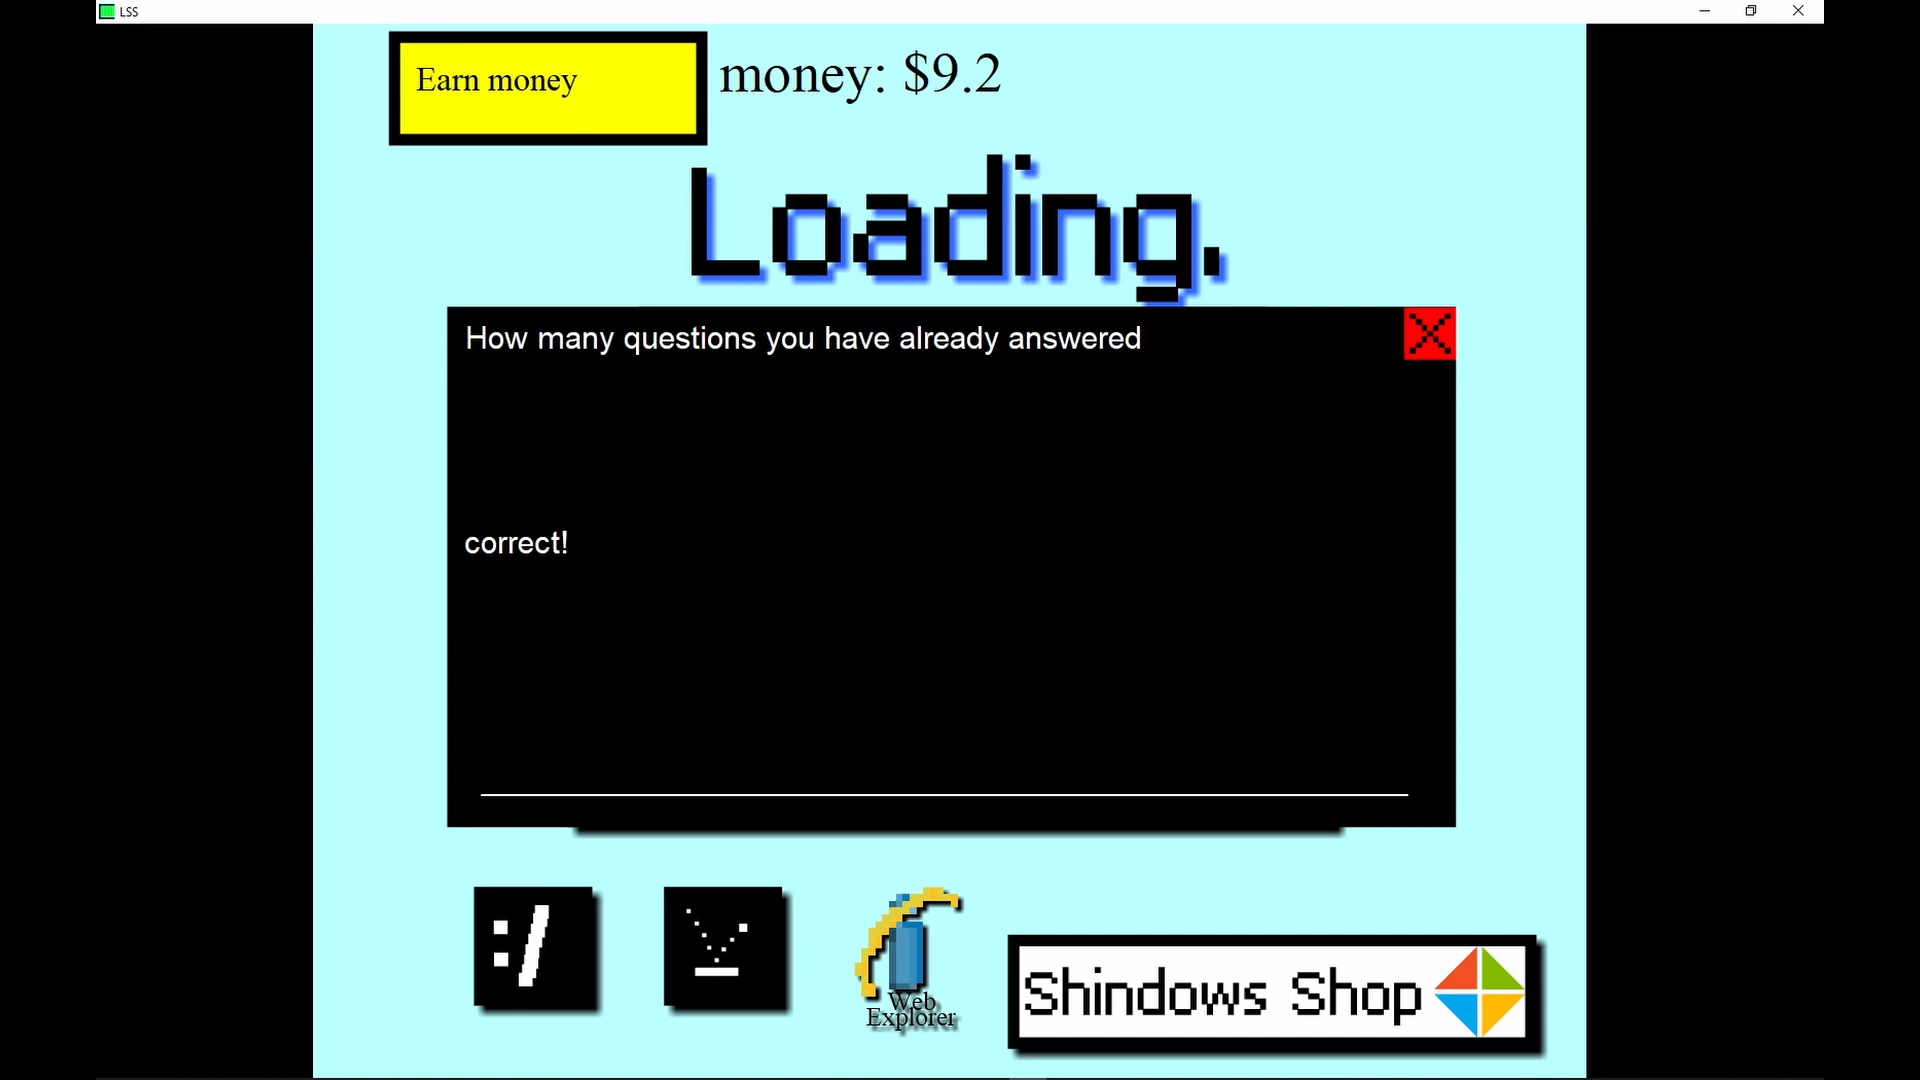 LSS
Earn money
money: $9.2
Loading.
How many questions you have already answered
correct!
:/
Web
Explorer
Shindows Shop